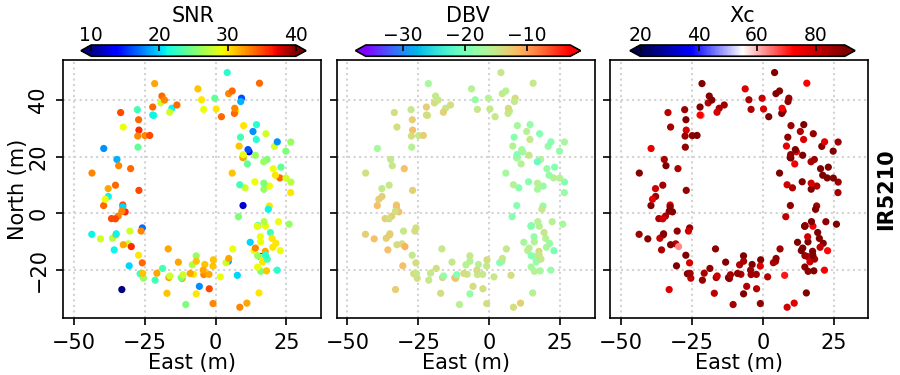 SNR DBV Xc
10 20 30 40 −30 −20 −10 20 40 60 80
North (m)
40
20
0
−20
IR5210
−50 −25 0 25 −50 −25 0 25 −50 −25 0 25
East (m) East (m) East (m)